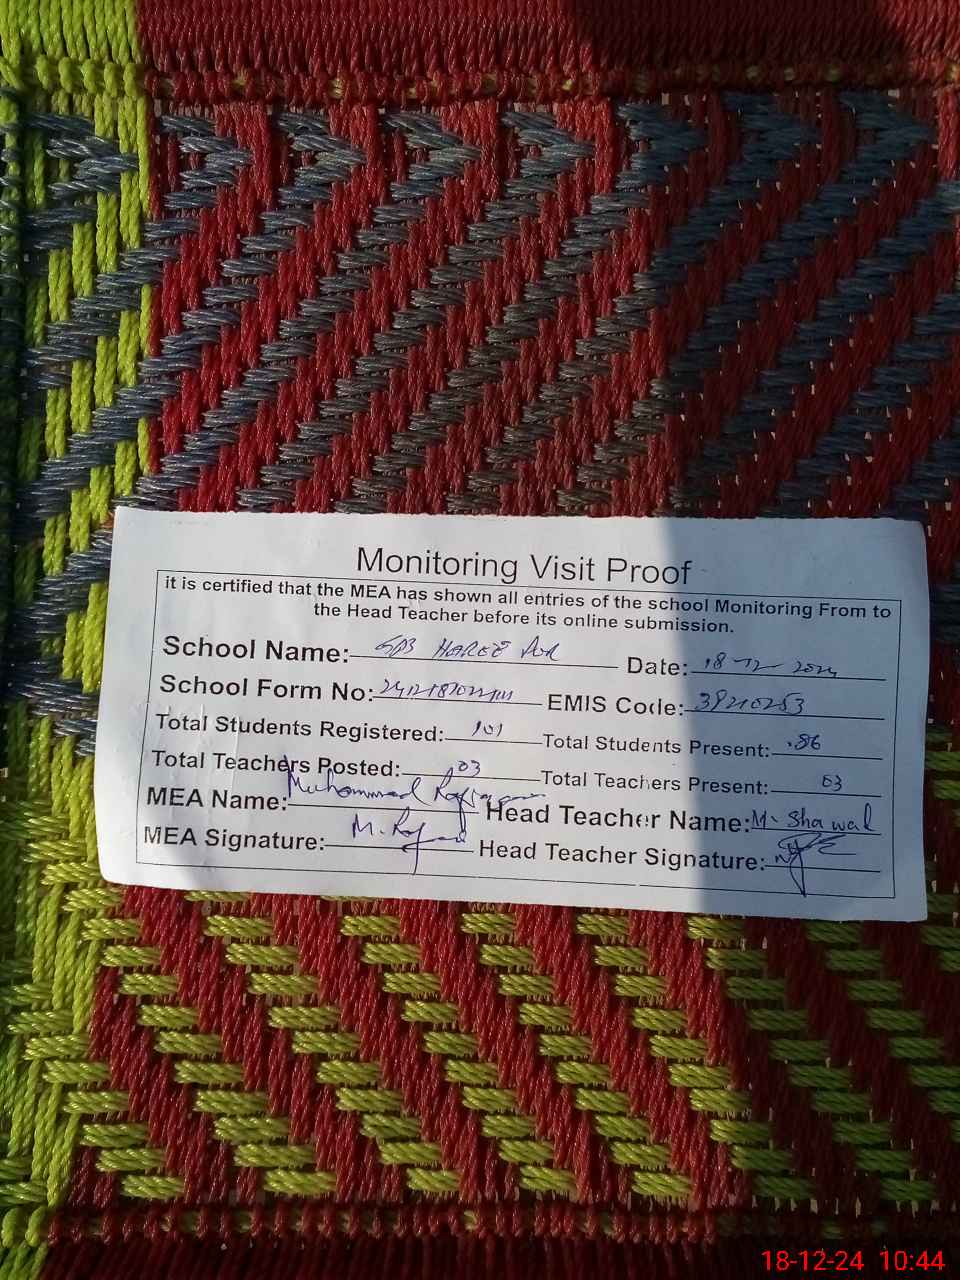 Monitoring Visit Proof
it is certified that the MEA has shown all entries of the school Monitoring From to
the Head Teacher before its online submission.
School Name: Date: 18-12-2024
School Form No: EMIS Code: 39210253
Total Students Registered: 101 Total Students Present: 86
Total Teachers Posted: 03 Total Teachers Present: 03
MEA Name: Muhammad Head Teacher Name: M. Shawal
MEA Signature: Head Teacher Signature:
18-12-24 10:44